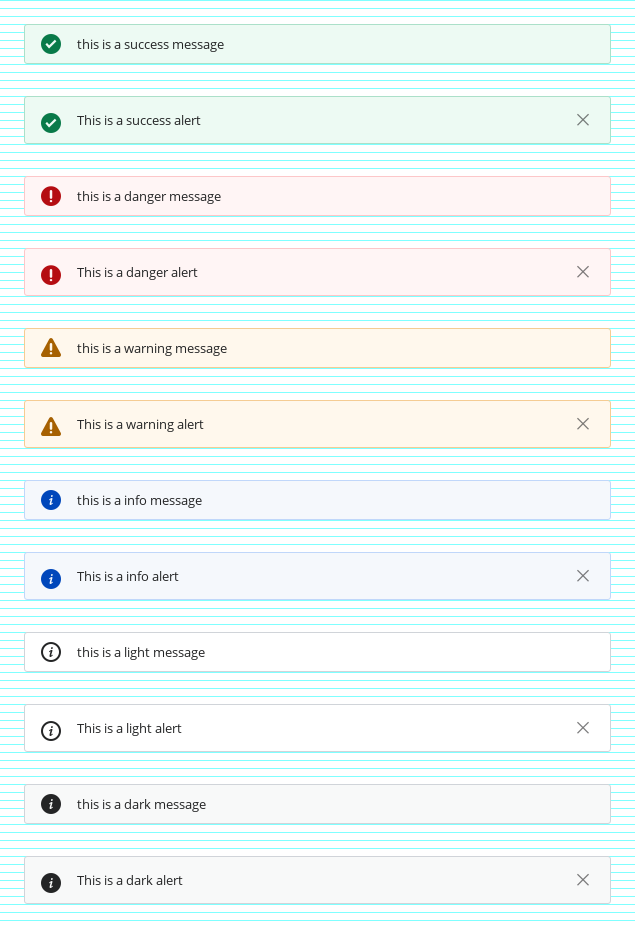 this is a success message
This is a success alert
this is a danger message
This is a danger alert
this is a warning message
This is a warning alert
this is a info message
This is a info alert
this is a light message
This is a light alert
this is a dark message
This is a dark alert